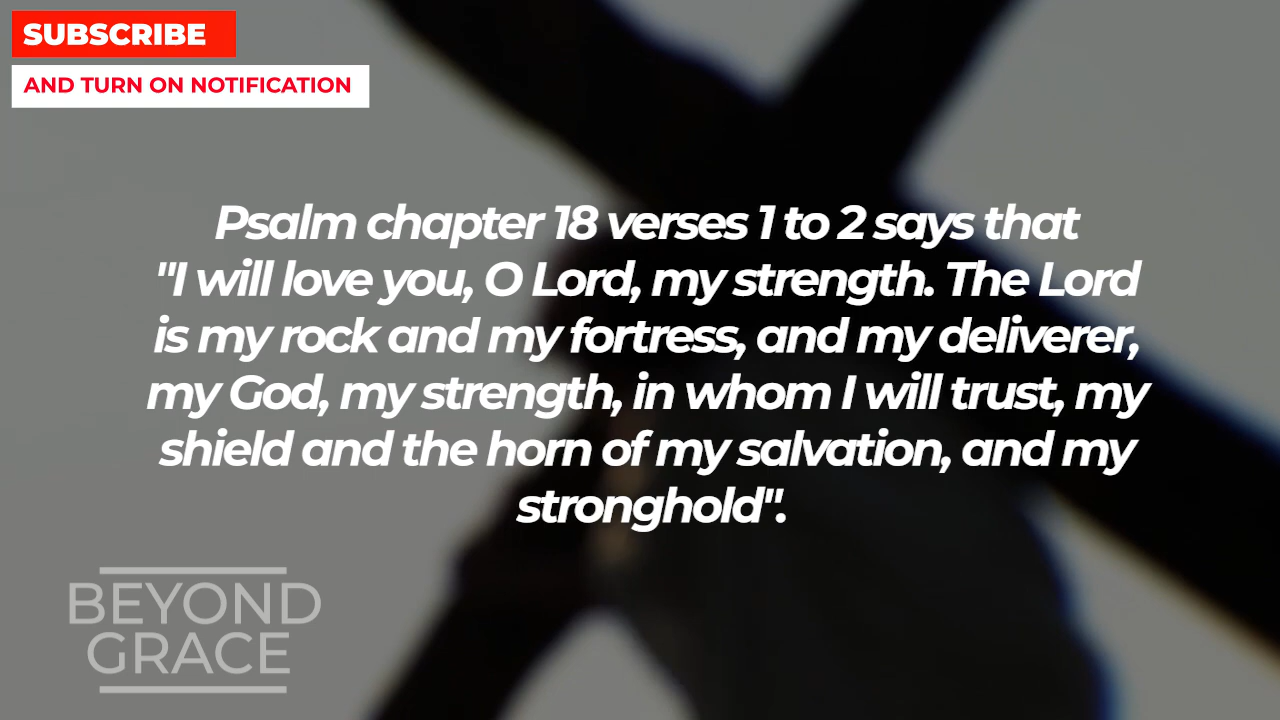 SUBSCRIBE
AND TURN ON NOTIFICATION
Psalm chapter 18 verses 1 to 2 says that
"I will love you, O Lord, my strength. The Lord
is my rock and my fortress, and my deliverer,
my God, my strength, in whom I will trust, my
shield and the horn of my salvation, and my
stronghold".
BEYOND
GRACE